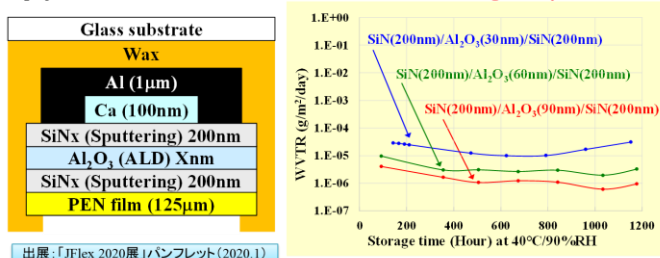 Glass substrate
Wax
Al (1μm)
Ca (100nm)
SiNx (Sputtering) 200nm
Al₂O₃ (ALD) Xnm
SiNx (Sputtering) 200nm
PEN film (125μm)
出展:「JFlex 2020展」パンフレット(2020.1)
WVTR (g/m²/day)
1.E+00
1.E-01
1.E-02
1.E-03
1.E-04
1.E-05
1.E-06
1.E-07
SiN(200nm)/Al₂O₃(30nm)/SiN(200nm)
SiN(200nm)/Al₂O₃(60nm)/SiN(200nm)
SiN(200nm)/Al₂O₃(90nm)/SiN(200nm)
0 200 400 600 800 1000 1200
Storage time (Hour) at 40℃/90%RH